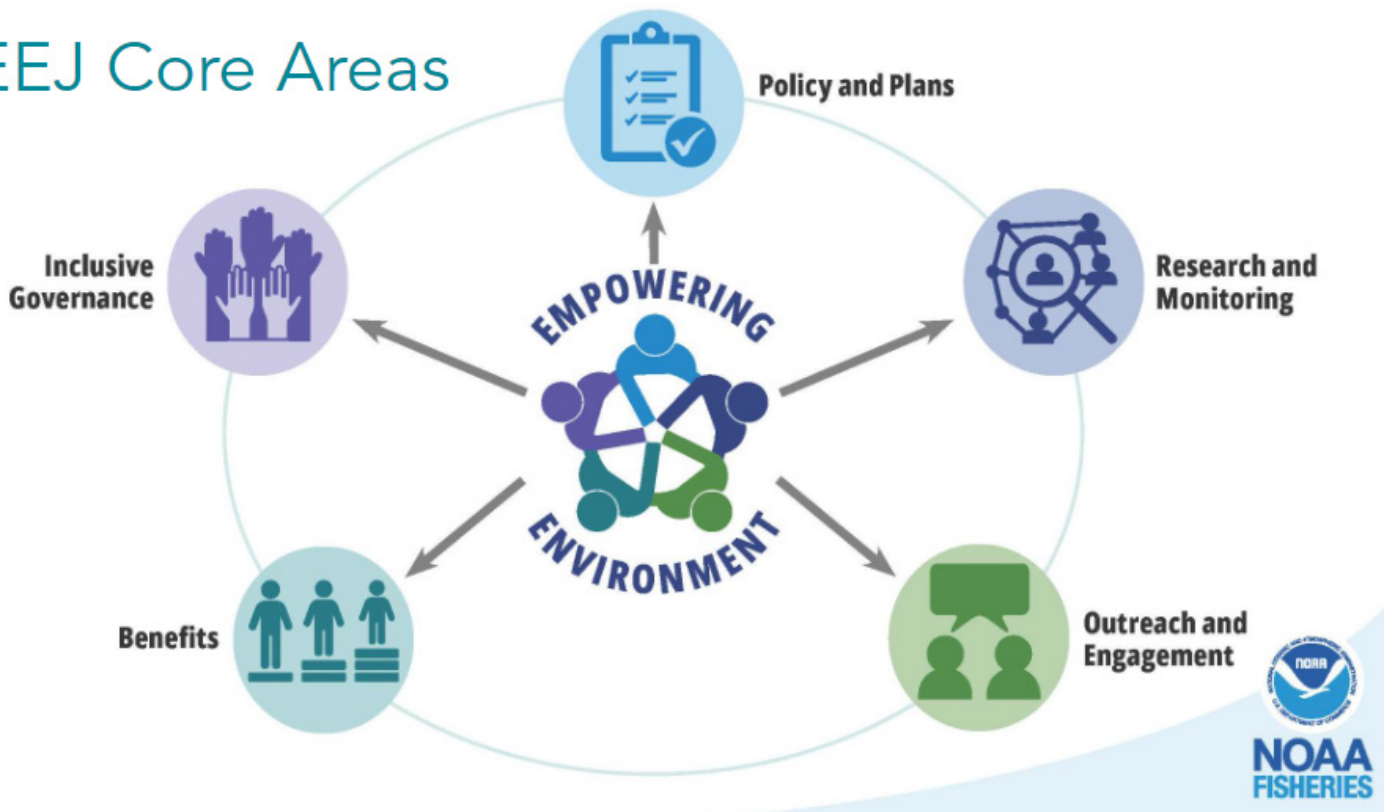 EEJ Core Areas
Policy and Plans
Inclusive
Governance
Research and
Monitoring
EMPOWERING
ENVIRONMENT
Benefits
Outreach and
Engagement
NOAA
NOAA
FISHERIES